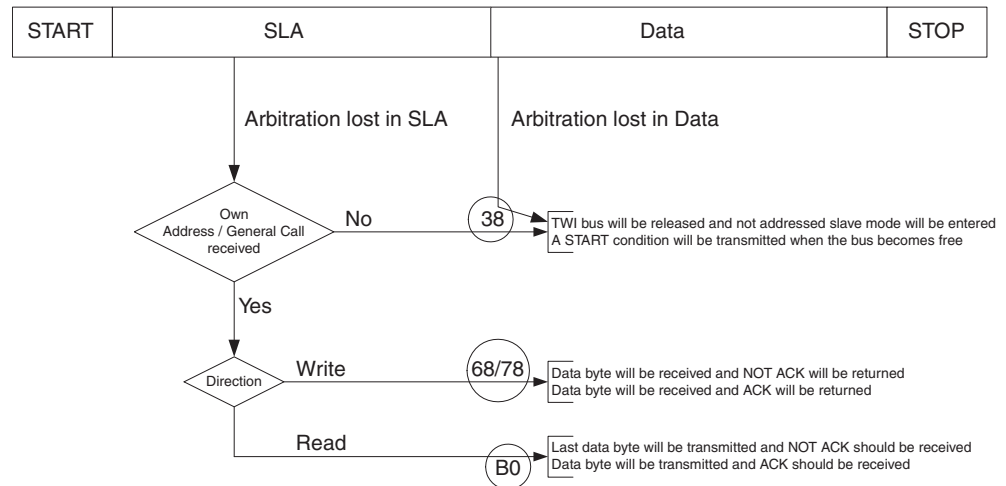 START SLA Data STOP
Arbitration lost in SLA Arbitration lost in Data
Own
Address / General Call
received
No
38
TWI bus will be released and not addressed slave mode will be entered
A START condition will be transmitted when the bus becomes free
Yes
Direction
Write
68/78
Data byte will be received and NOT ACK will be returned
Data byte will be received and ACK will be returned
Read
B0
Last data byte will be transmitted and NOT ACK should be received
Data byte will be transmitted and ACK should be received